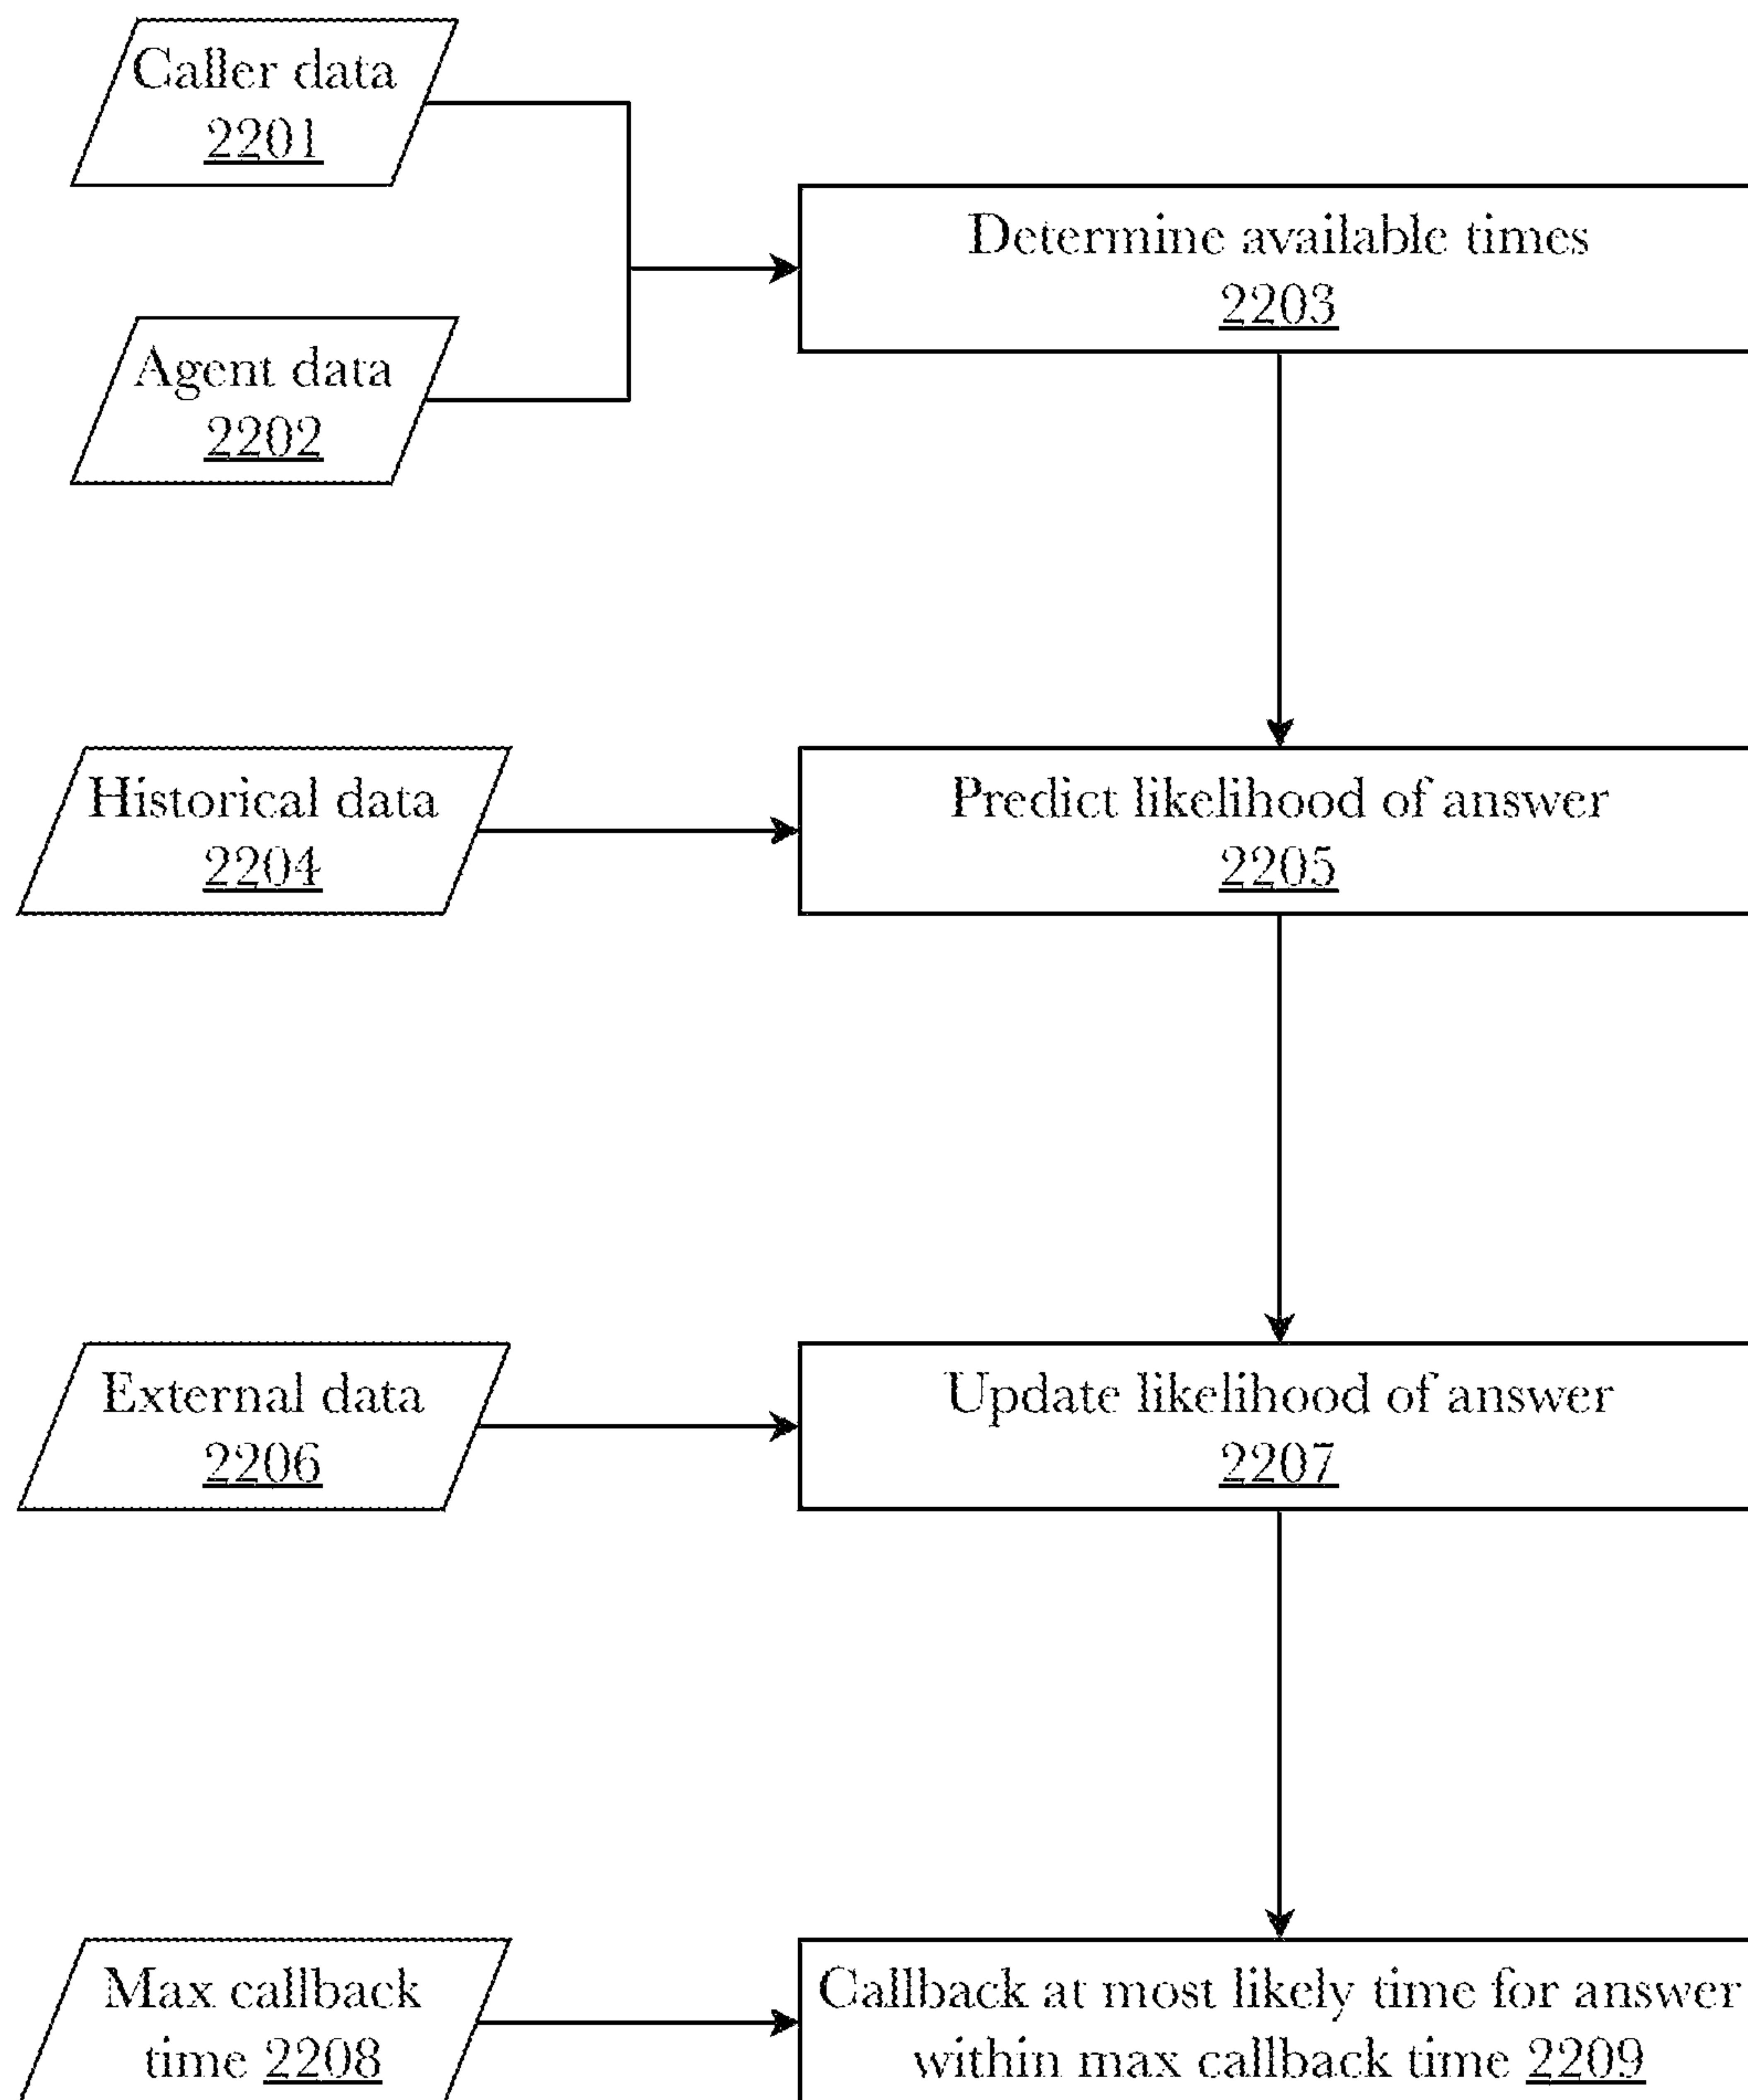 Caller data
2201
Determine available times
2203
Agent data
2202
Historical data
2204
Predict likelihood of answer
2205
External data
2206
Update likelihood of answer
2207
Max callback
time 2208
Callback at most likely time for answer
within max callback time 2209